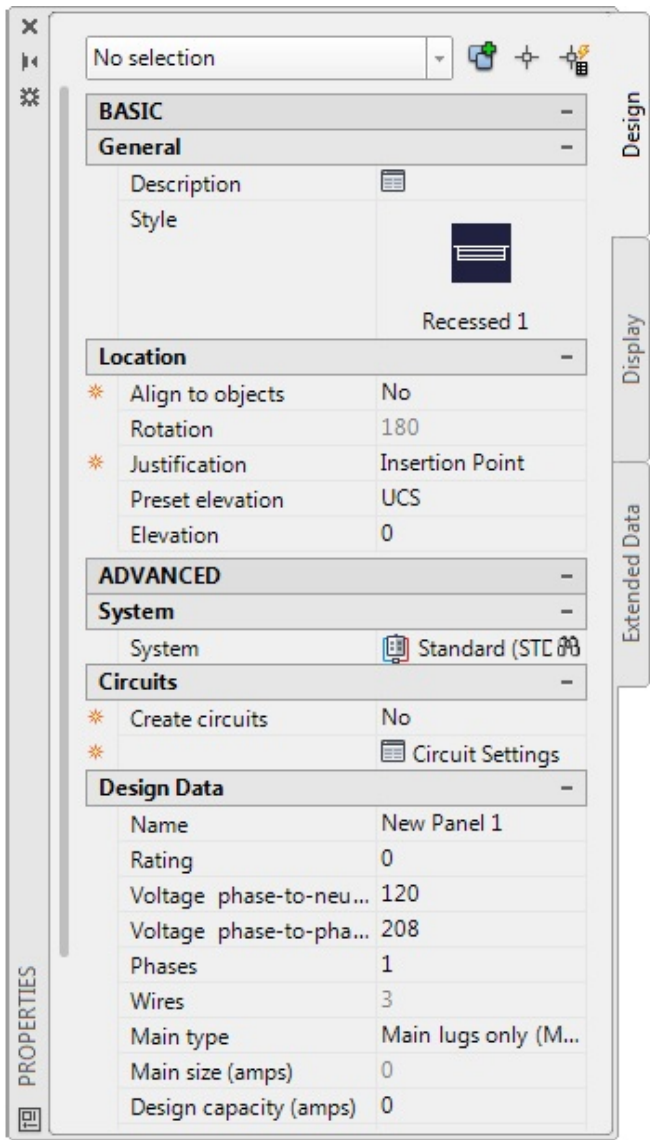 No selection
BASIC
General
Description
Style
Recessed 1
Location
Align to objects No
Rotation 180
Justification Insertion Point
Preset elevation UCS
Elevation 0
ADVANCED
System
System Standard (STD
Circuits
Create circuits No
Circuit Settings
Design Data
Name New Panel 1
Rating 0
Voltage phase-to-neu... 120
Voltage phase-to-pha... 208
Phases 1
Wires 3
Main type Main lugs only (M...
Main size (amps) 0
Design capacity (amps) 0
Design
Display
Extended Data
PROPERTIES